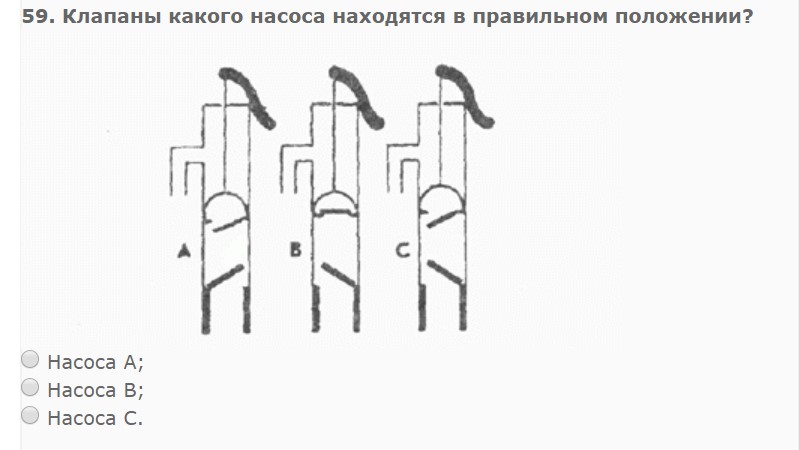 59. Клапаны какого насоса находятся в правильном положении?
A B C
Насоса А;
Насоса В;
Насоса С.